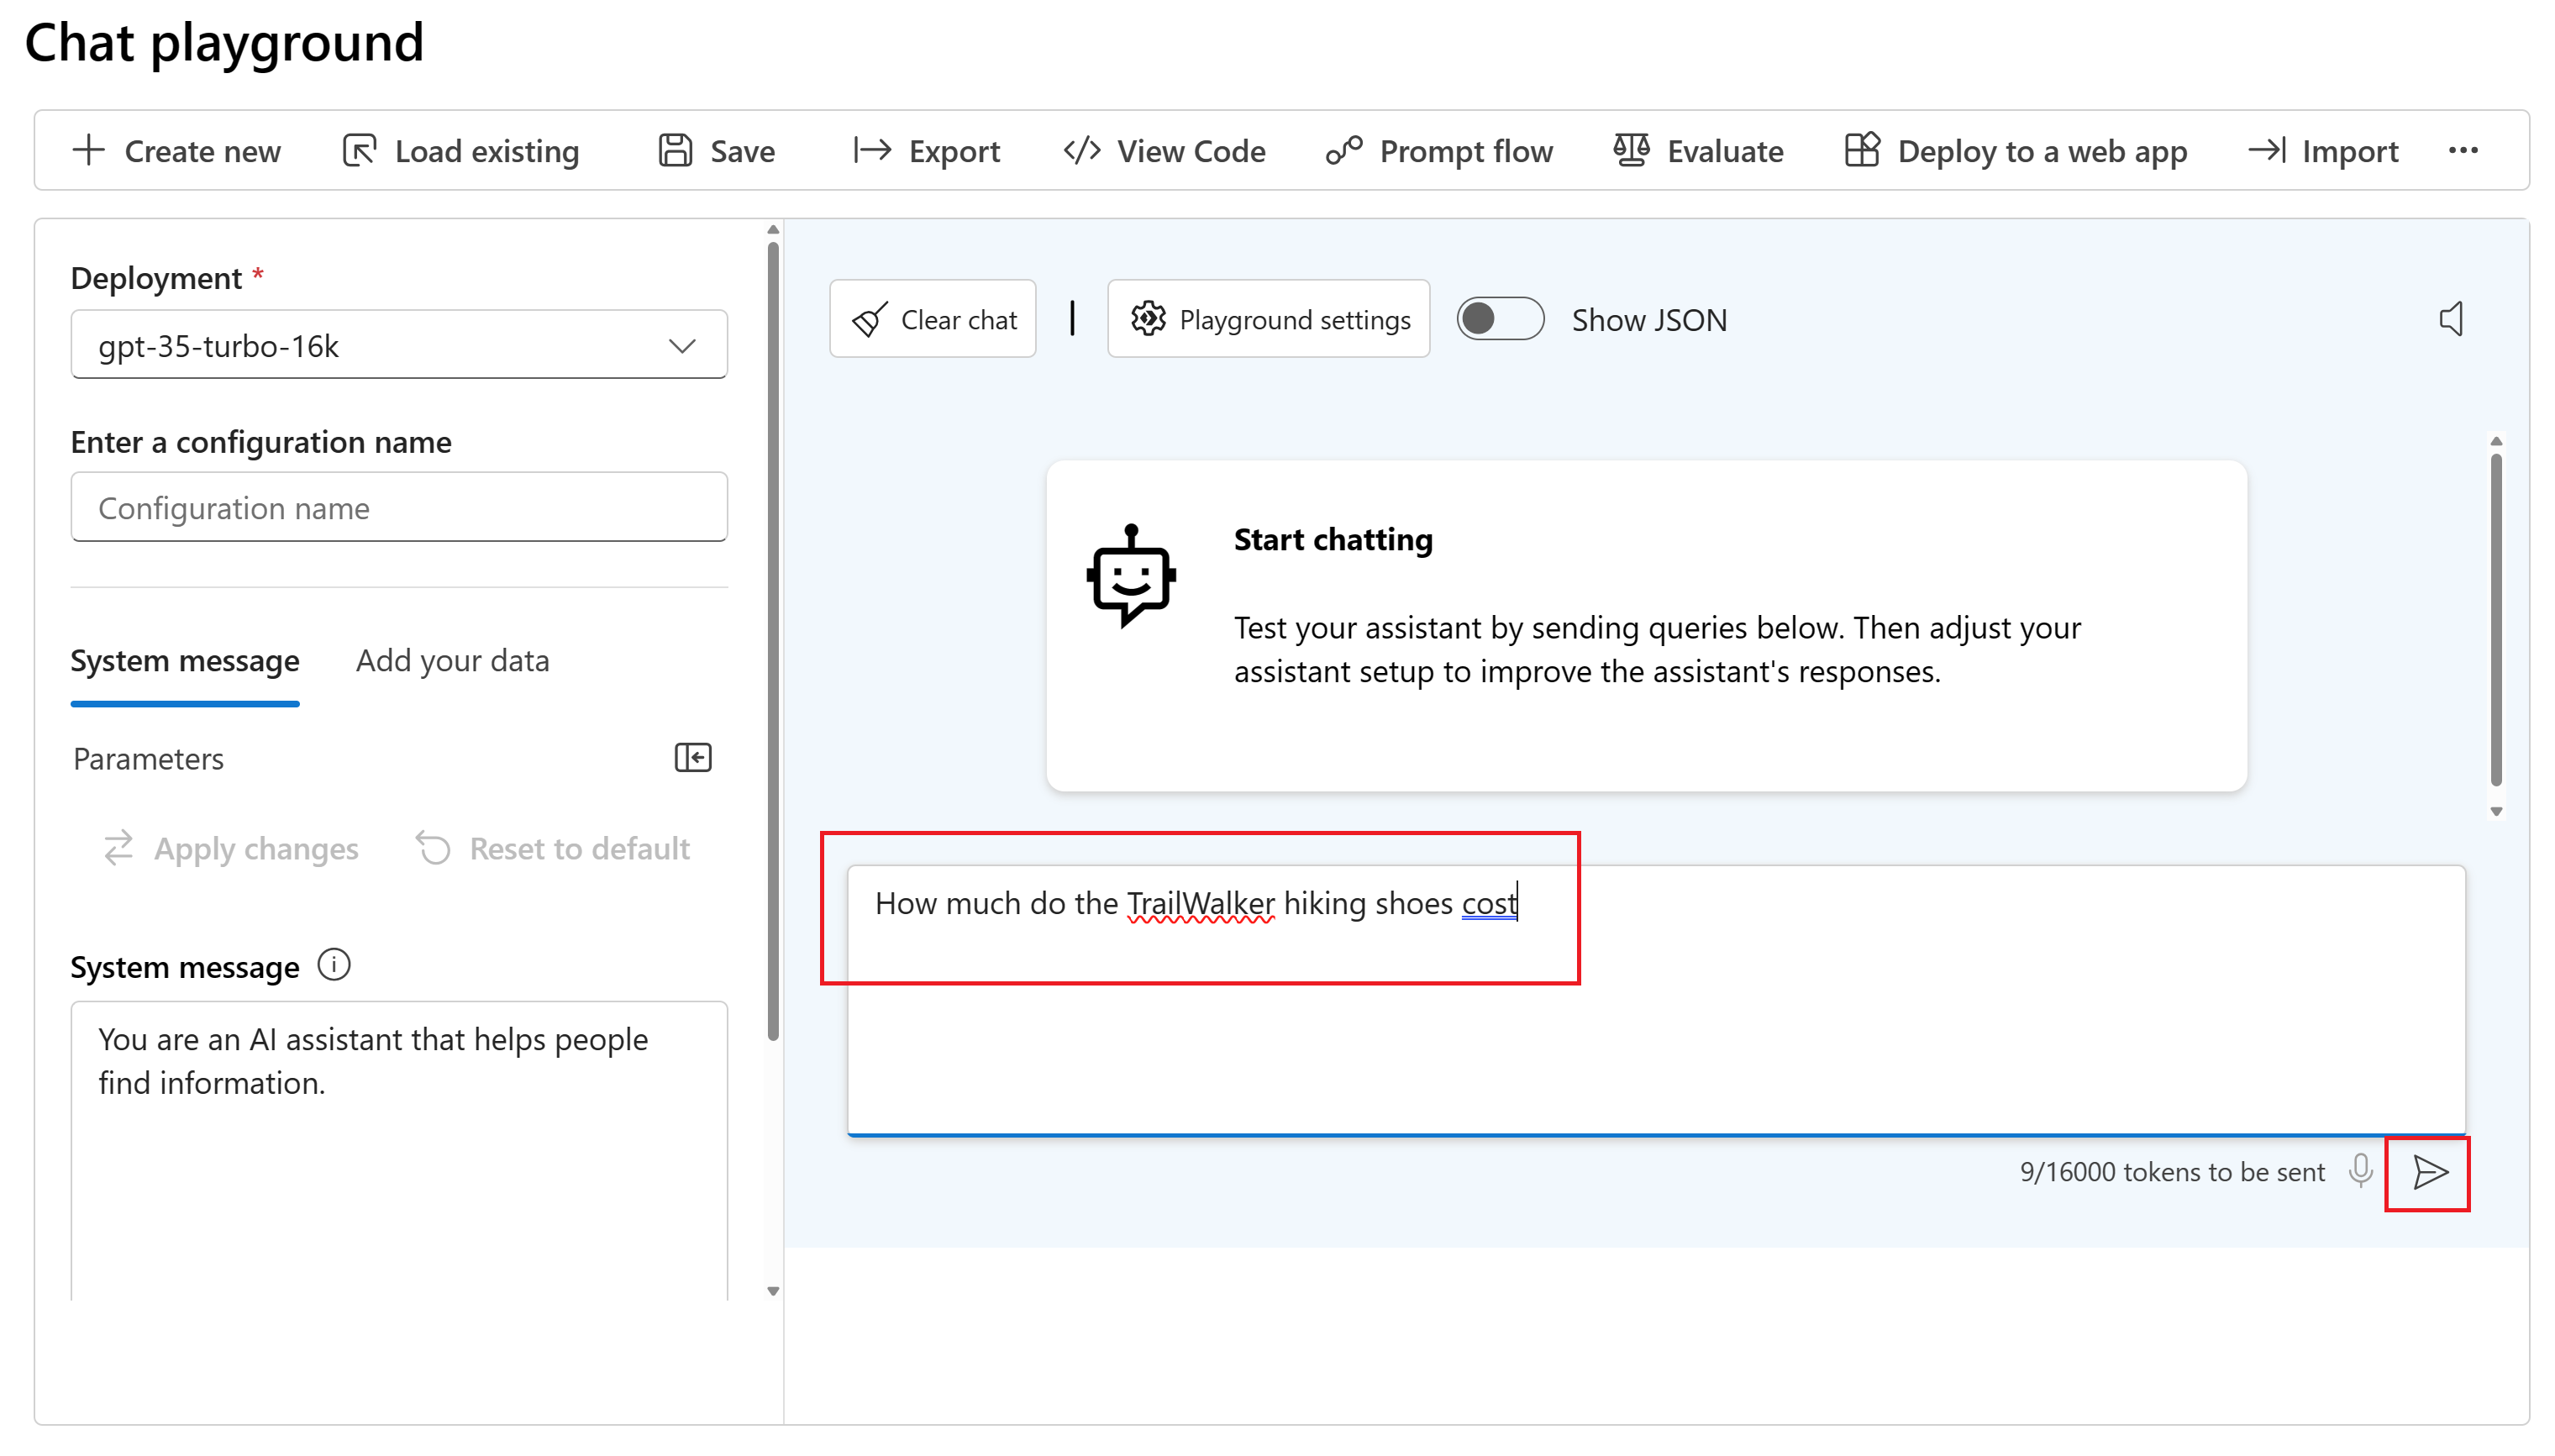 Chat playground
Create new Load existing Save Export View Code Prompt flow Evaluate Deploy to a web app Import ...
Deployment *
gpt-35-turbo-16k
Enter a configuration name
Configuration name
System message Add your data
Parameters
Apply changes Reset to default
System message
You are an AI assistant that helps people
find information.
Clear chat | Playground settings Show JSON
Start chatting
Test your assistant by sending queries below. Then adjust your
assistant setup to improve the assistant's responses.
How much do the TrailWalker hiking shoes cost
9/16000 tokens to be sent